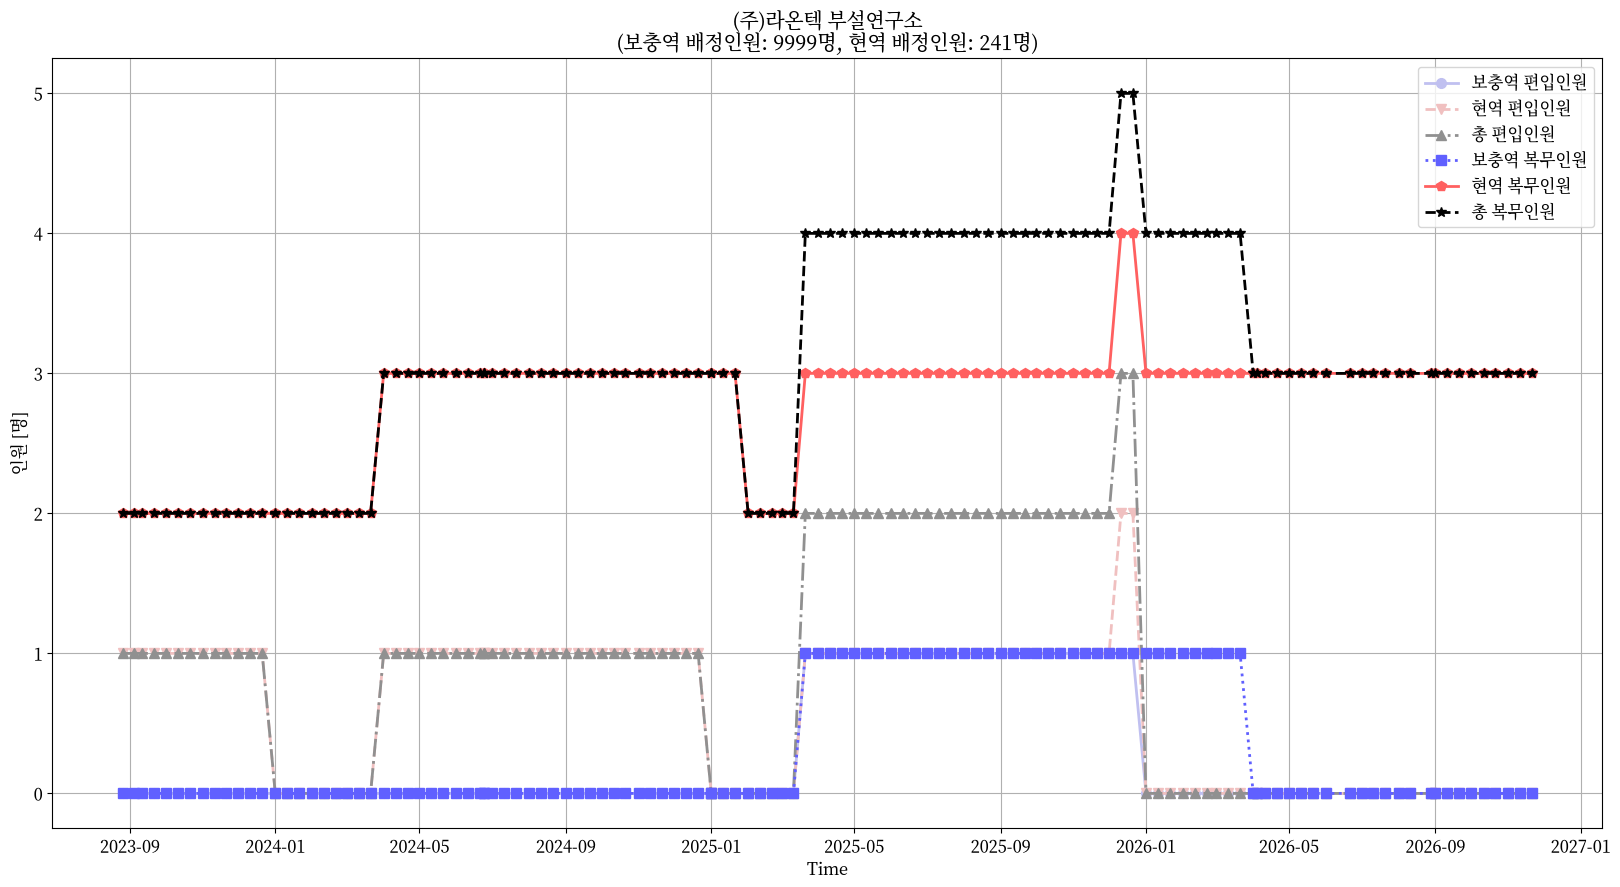 (주)라온텍 부설연구소
(보충역 배정인원: 9999명, 현역 배정인원: 241명)
보충역 편입인원
현역 편입인원
총 편입인원
보충역 복무인원
현역 복무인원
총 복무인원
인원 [명]
5
4
3
2
1
0
2023-09 2024-01 2024-05 2024-09 2025-01 2025-05 2025-09 2026-01 2026-05 2026-09 2027-01
Time